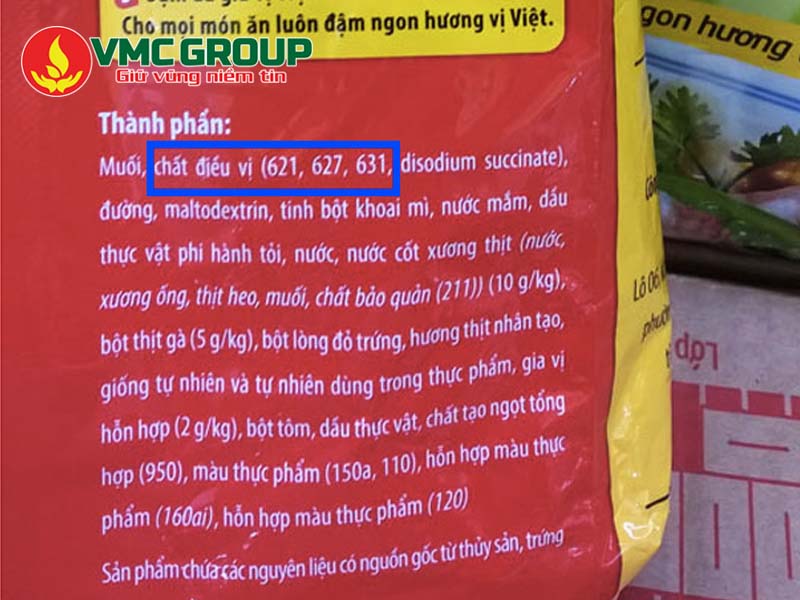 Cho mọi món ăn luôn đậm ngon hương vị Việt.
VMC GROUP
Giữ vững niềm tin
gon hương
Thành phần:
Muối, chất điều vị (621, 627, 631, disodium succinate),
đường, maltodextrin, tinh bột khoai mì, nước mắm, dầu
thực vật phi hành tỏi, nước, nước cốt xương thịt (nước,
xương ống, thịt heo, muối, chất bảo quản (211)) (10 g/kg),
bột thịt gà (5 g/kg), bột lòng đỏ trứng, hương thịt nhân tạo,
giống tự nhiên và tự nhiên dùng trong thực phẩm, gia vị
hỗn hợp (2 g/kg), bột tôm, dầu thực vật, chất tạo ngọt tổng
hợp (950), màu thực phẩm (150a, 110), hỗn hợp màu thực
phẩm (160ai), hỗn hợp màu thực phẩm (120)
Sản phẩm chứa các nguyên liệu có nguồn gốc từ thủy sản, trứng
Lô 06,
phườn
Lốp